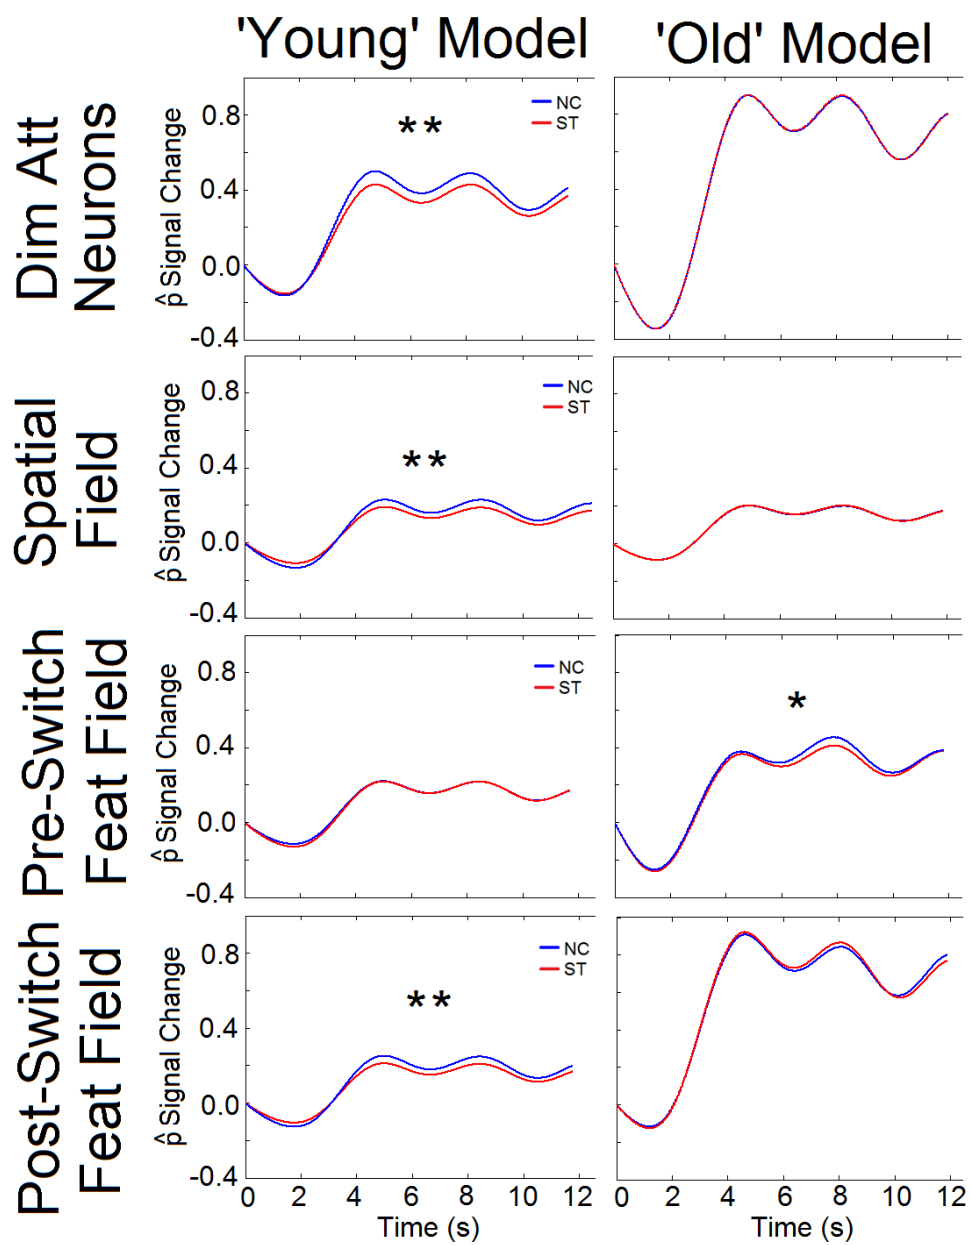 'Young' Model
'Old' Model
Dim Att
Neurons
p̂ Signal Change
0.8
0.4
0.0
-0.4
NC
ST
**
Spatial
Field
p̂ Signal Change
0.8
0.4
0.0
-0.4
NC
ST
**
Pre-Switch
Feat Field
p̂ Signal Change
0.8
0.4
0.0
-0.4
NC
ST
*
Post-Switch
Feat Field
p̂ Signal Change
0.8
0.4
0.0
-0.4
NC
ST
**
0 2 4 6 8 10 12
Time (s)
0 2 4 6 8 10 12
Time (s)